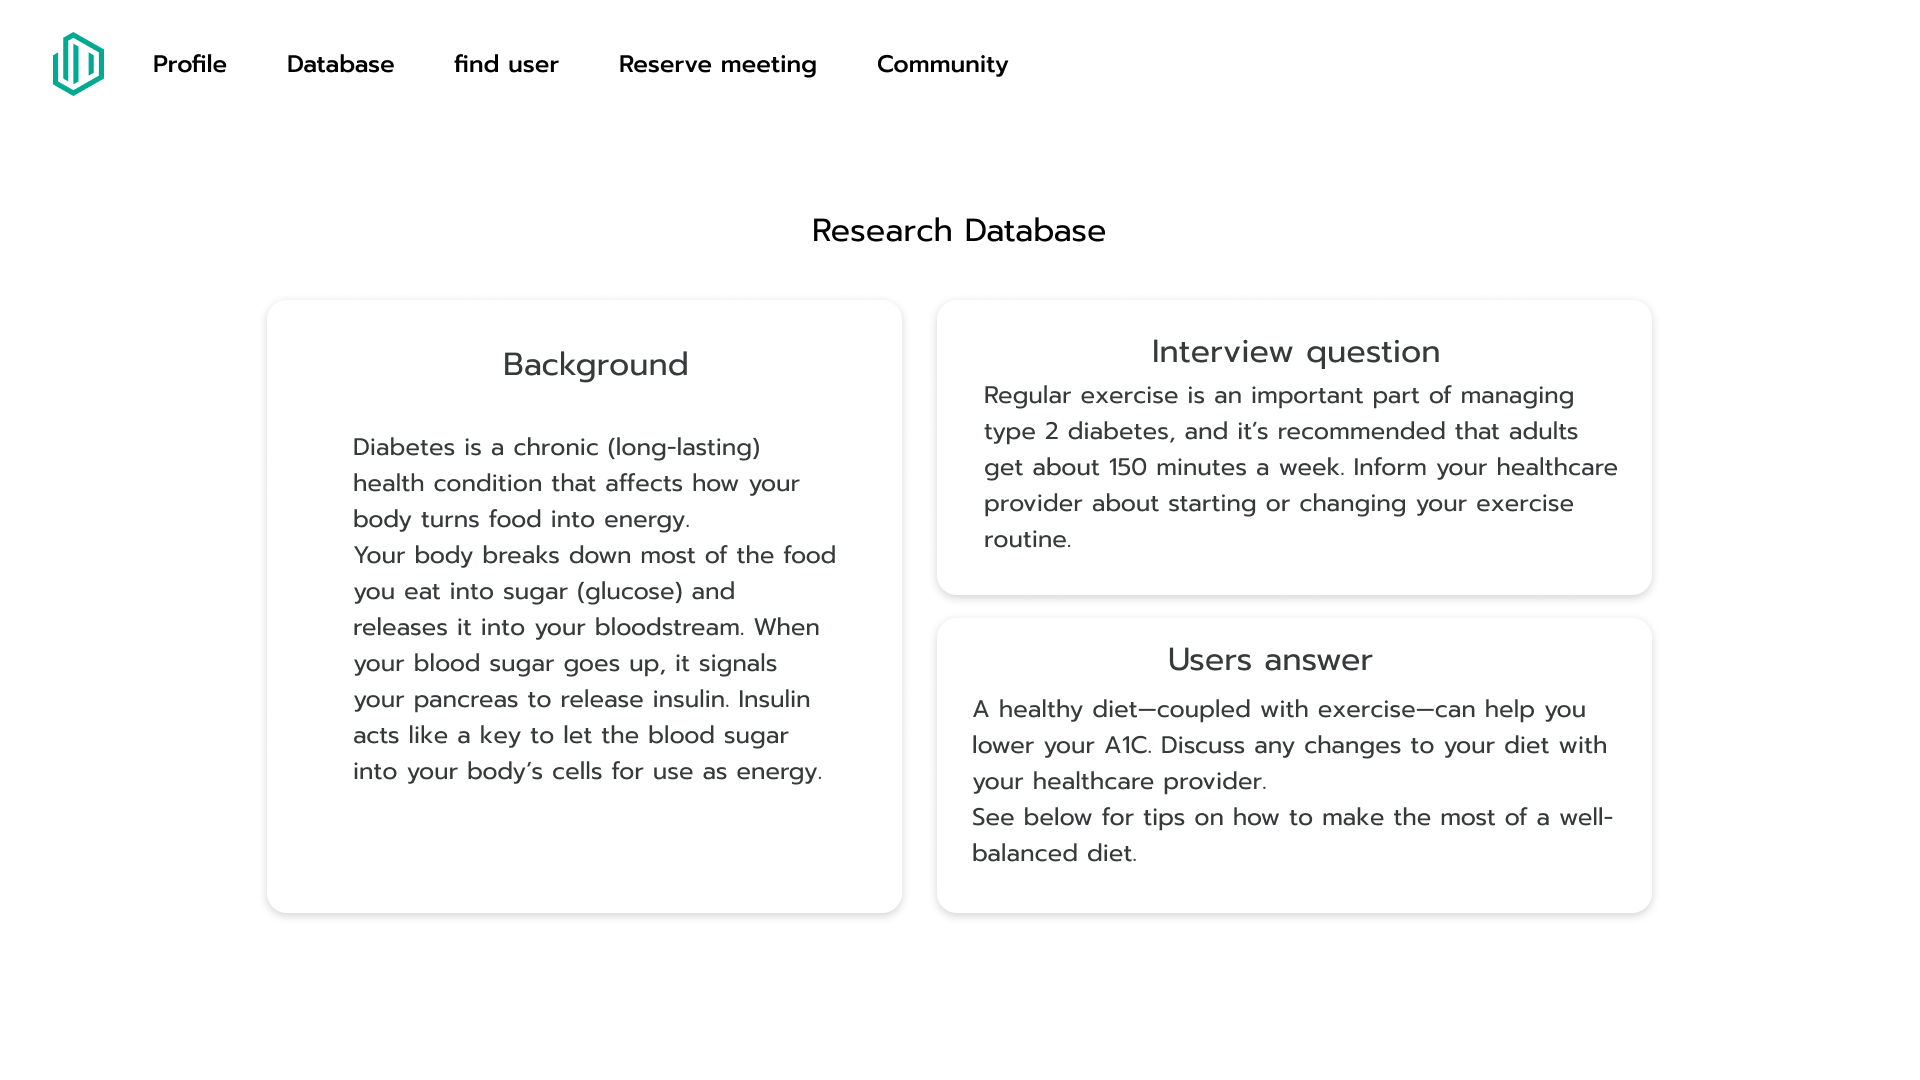 Profile
Database
find user
Reserve meeting
Community
Research Database
Background
Diabetes is a chronic (long-lasting)
health condition that affects how your
body turns food into energy.
Your body breaks down most of the food
you eat into sugar (glucose) and
releases it into your bloodstream. When
your blood sugar goes up, it signals
your pancreas to release insulin. Insulin
acts like a key to let the blood sugar
into your body’s cells for use as energy.
Interview question
Regular exercise is an important part of managing
type 2 diabetes, and it’s recommended that adults
get about 150 minutes a week. Inform your healthcare
provider about starting or changing your exercise
routine.
Users answer
A healthy diet—coupled with exercise—can help you
lower your A1C. Discuss any changes to your diet with
your healthcare provider.
See below for tips on how to make the most of a well-
balanced diet.